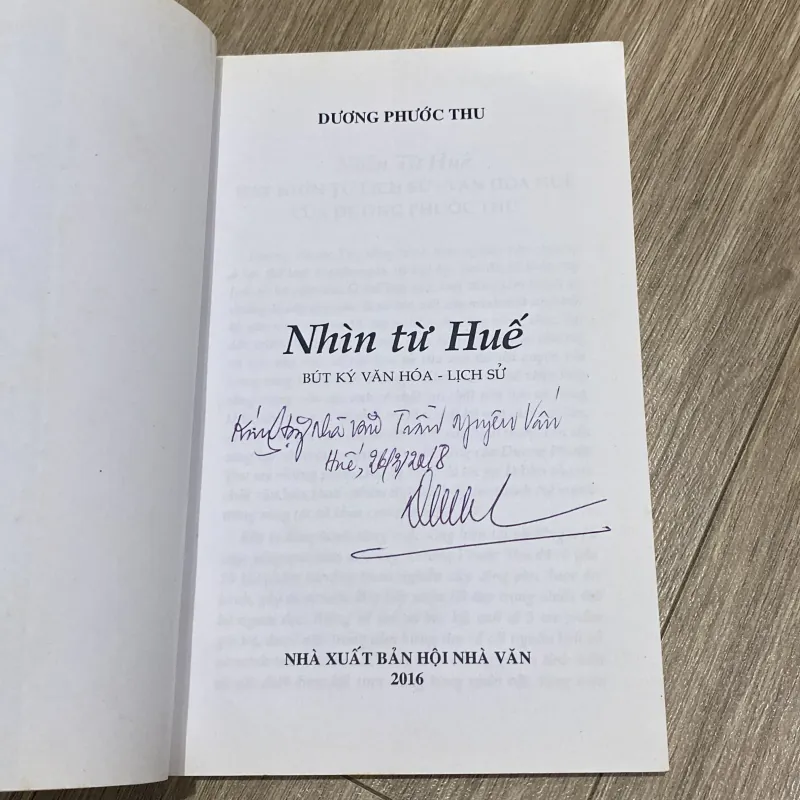 DƯƠNG PHƯỚC THU
Nhìn từ Huế
BÚT KÝ VĂN HÓA - LỊCH SỬ
Kính tặng nhà văn Trần Nguyên Vấn
Huế, 26/3/2018
NHÀ XUẤT BẢN HỘI NHÀ VĂN
2016